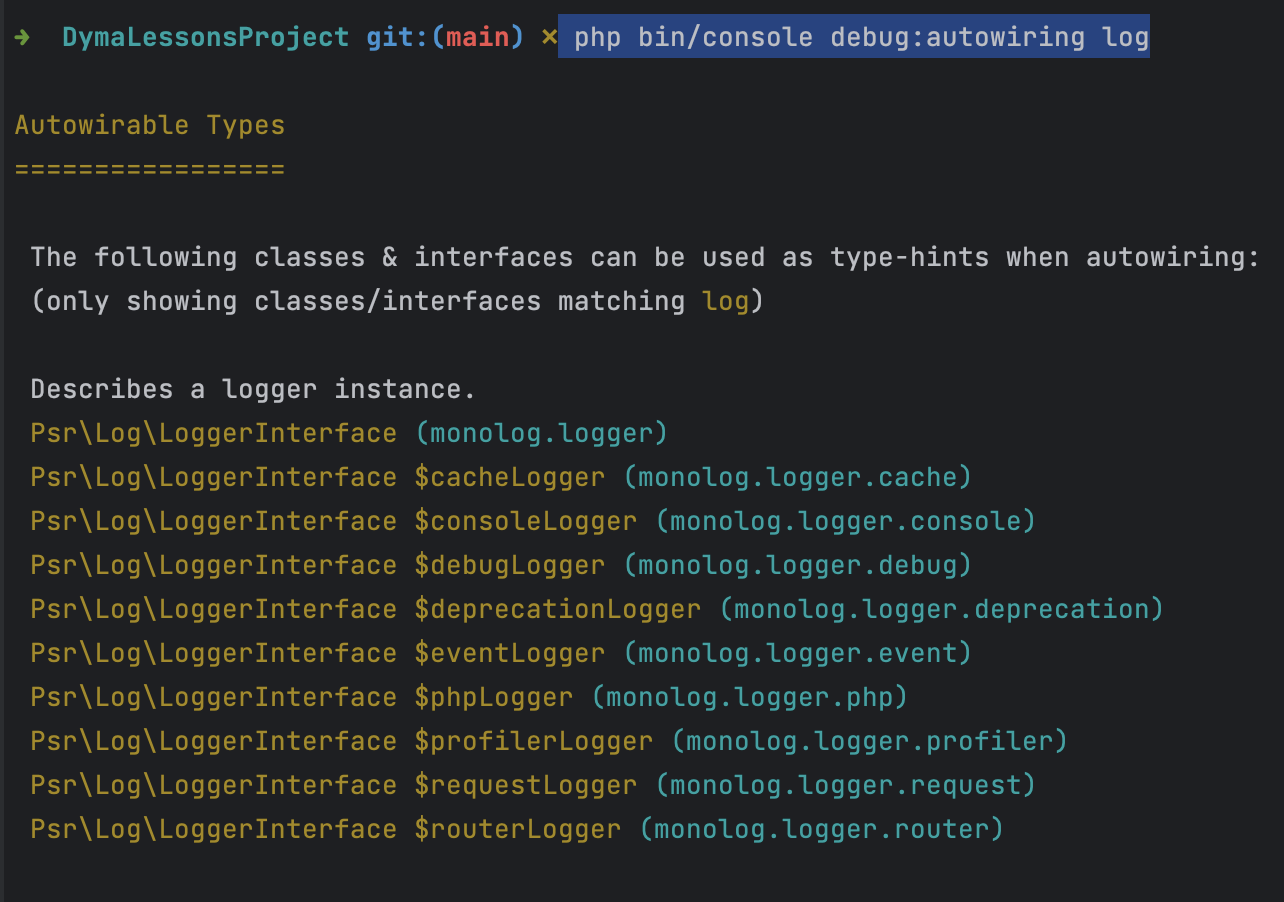 ➜  DymaLessonsProject git:(main) ✗ php bin/console debug:autowiring log
Autowirable Types
=================
The following classes & interfaces can be used as type-hints when autowiring:
(only showing classes/interfaces matching log)
Describes a logger instance.
Psr\Log\LoggerInterface (monolog.logger)
Psr\Log\LoggerInterface $cacheLogger (monolog.logger.cache)
Psr\Log\LoggerInterface $consoleLogger (monolog.logger.console)
Psr\Log\LoggerInterface $debugLogger (monolog.logger.debug)
Psr\Log\LoggerInterface $deprecationLogger (monolog.logger.deprecation)
Psr\Log\LoggerInterface $eventLogger (monolog.logger.event)
Psr\Log\LoggerInterface $phpLogger (monolog.logger.php)
Psr\Log\LoggerInterface $profilerLogger (monolog.logger.profiler)
Psr\Log\LoggerInterface $requestLogger (monolog.logger.request)
Psr\Log\LoggerInterface $routerLogger (monolog.logger.router)